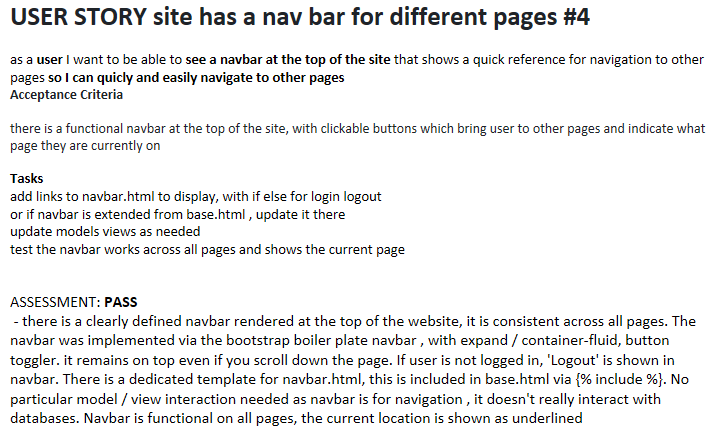 USER STORY site has a nav bar for different pages #4
as a user I want to be able to see a navbar at the top of the site that shows a quick reference for navigation to other
pages so I can quicly and easily navigate to other pages
Acceptance Criteria
there is a functional navbar at the top of the site, with clickable buttons which bring user to other pages and indicate what
page they are currently on
Tasks
add links to navbar.html to display, with if else for login logout
or if navbar is extended from base.html , update it there
update models views as needed
test the navbar works across all pages and shows the current page
ASSESSMENT: PASS
- there is a clearly defined navbar rendered at the top of the website, it is consistent across all pages. The
navbar was implemented via the bootstrap boiler plate navbar , with expand / container-fluid, button
toggler. it remains on top even if you scroll down the page. If user is not logged in, 'Logout' is shown in
navbar. There is a dedicated template for navbar.html, this is included in base.html via {% include %}. No
particular model / view interaction needed as navbar is for navigation , it doesn't really interact with
databases. Navbar is functional on all pages, the current location is shown as underlined